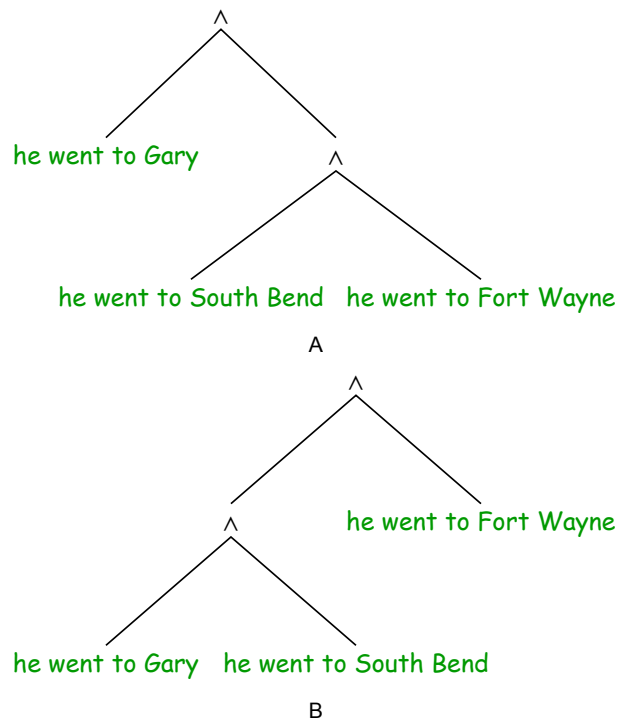 ∧
he went to Gary
∧
he went to South Bend he went to Fort Wayne
A
∧
he went to Fort Wayne
∧
he went to Gary he went to South Bend
B